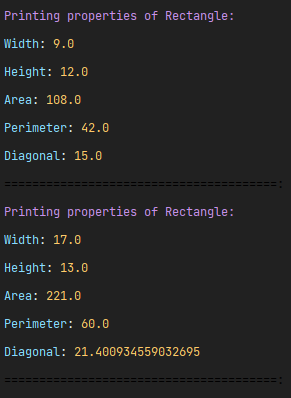 Printing properties of Rectangle:
Width: 9.0
Height: 12.0
Area: 108.0
Perimeter: 42.0
Diagonal: 15.0
=======================================:
Printing properties of Rectangle:
Width: 17.0
Height: 13.0
Area: 221.0
Perimeter: 60.0
Diagonal: 21.400934559032695
=======================================: